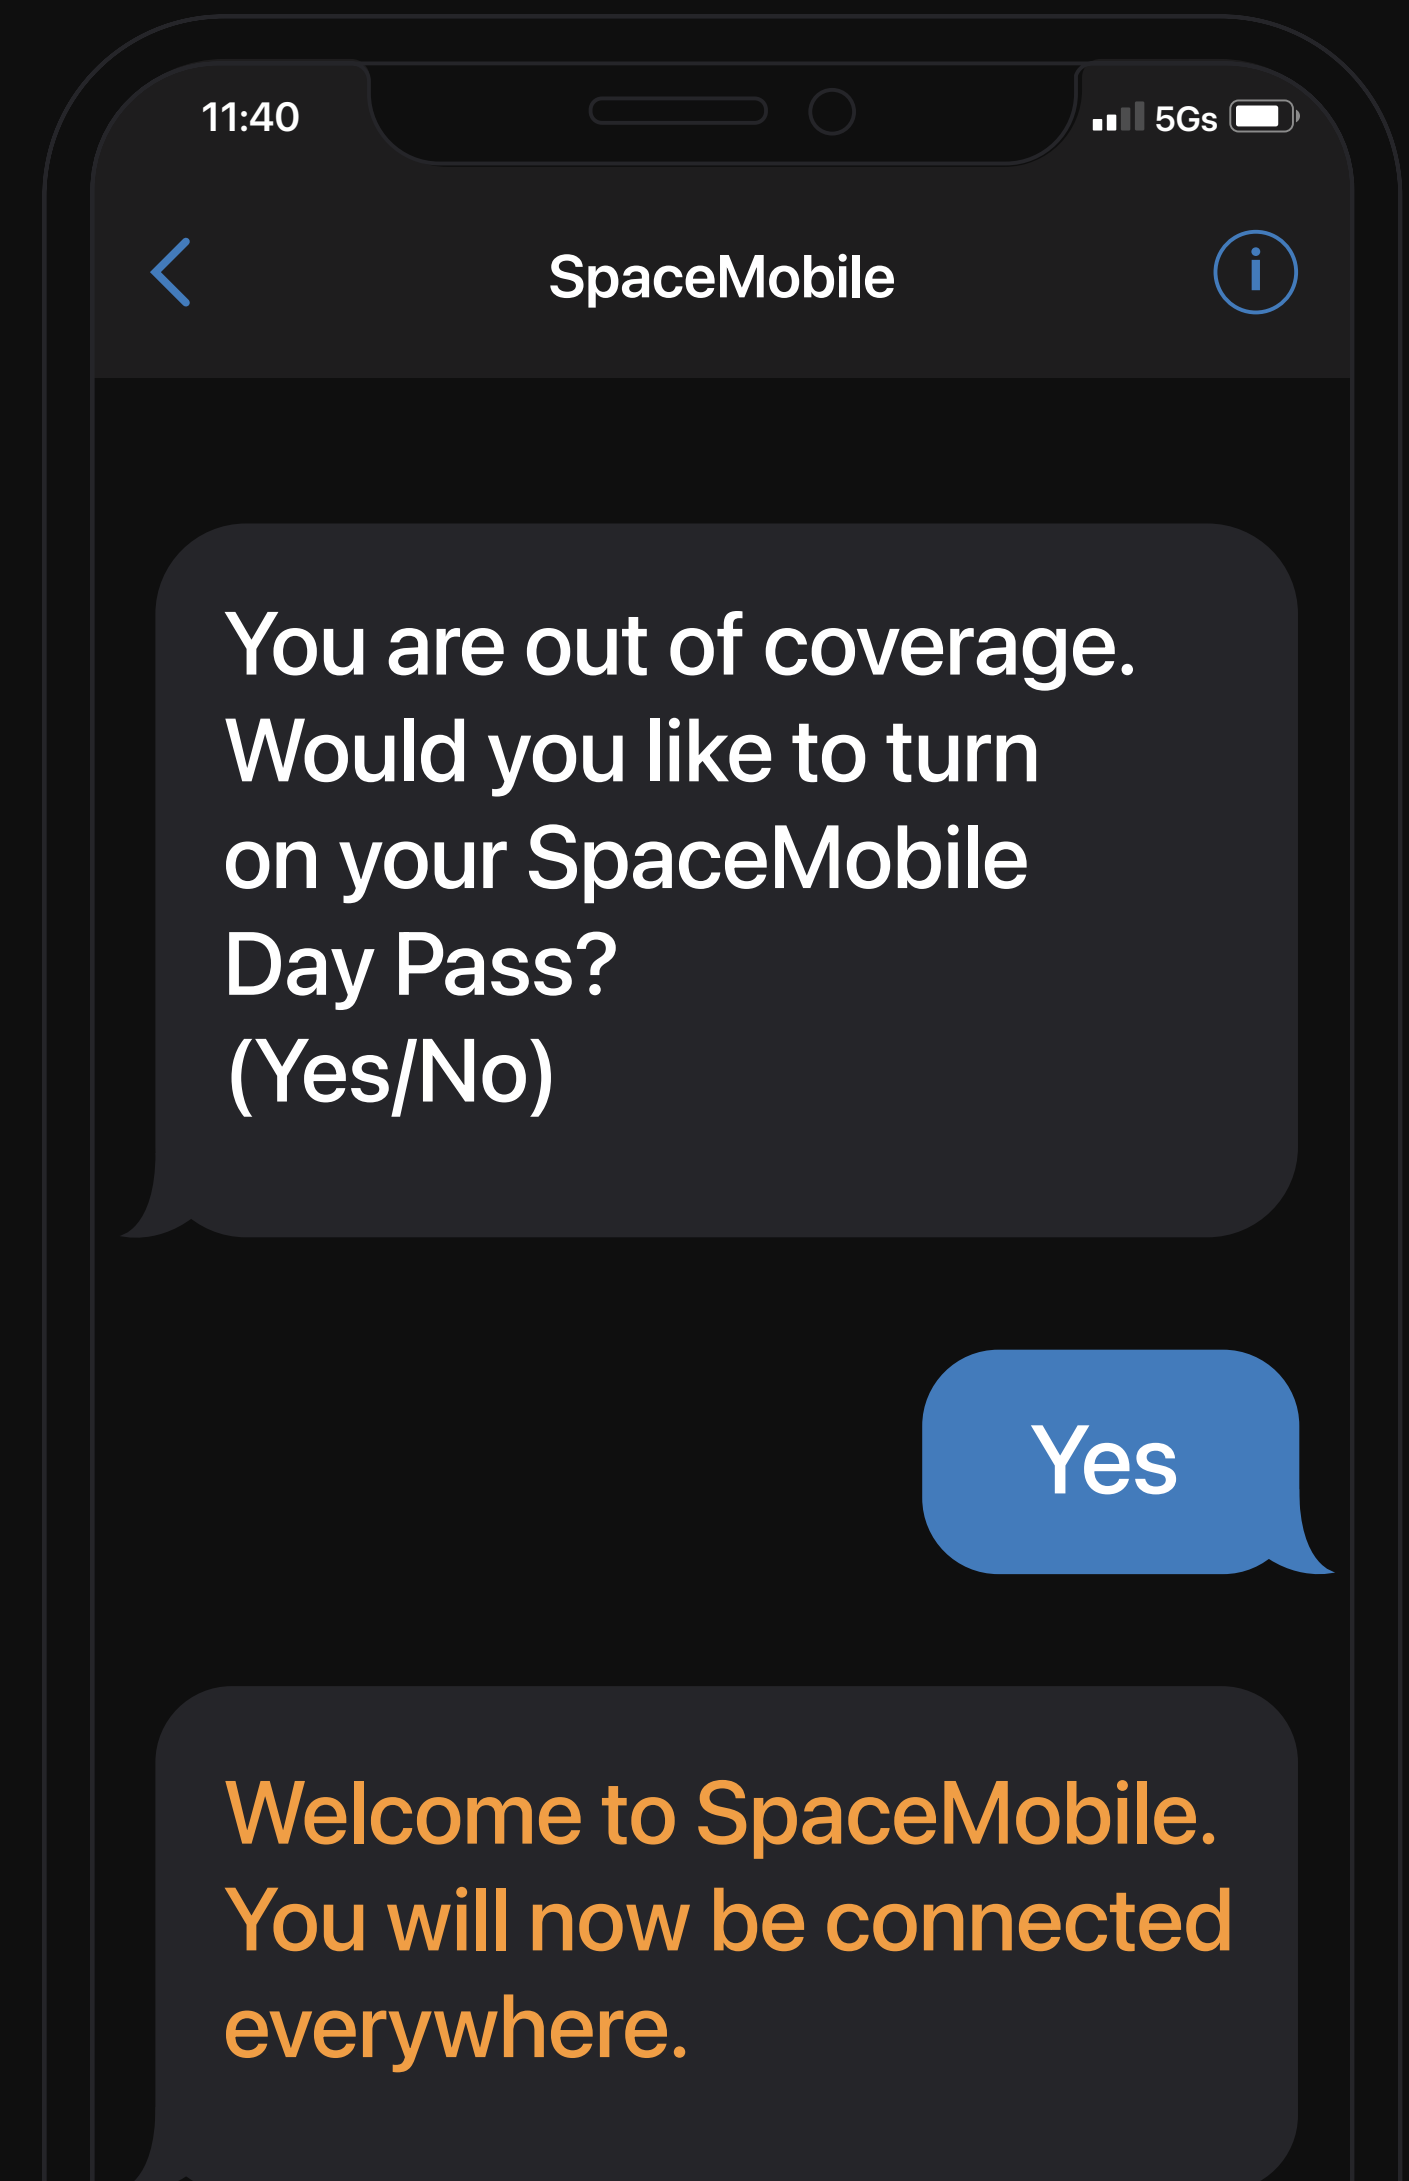 11:40
5Gs
SpaceMobile
i
You are out of coverage.
Would you like to turn
on your SpaceMobile
Day Pass?
(Yes/No)
Yes
Welcome to SpaceMobile.
You will now be connected
everywhere.